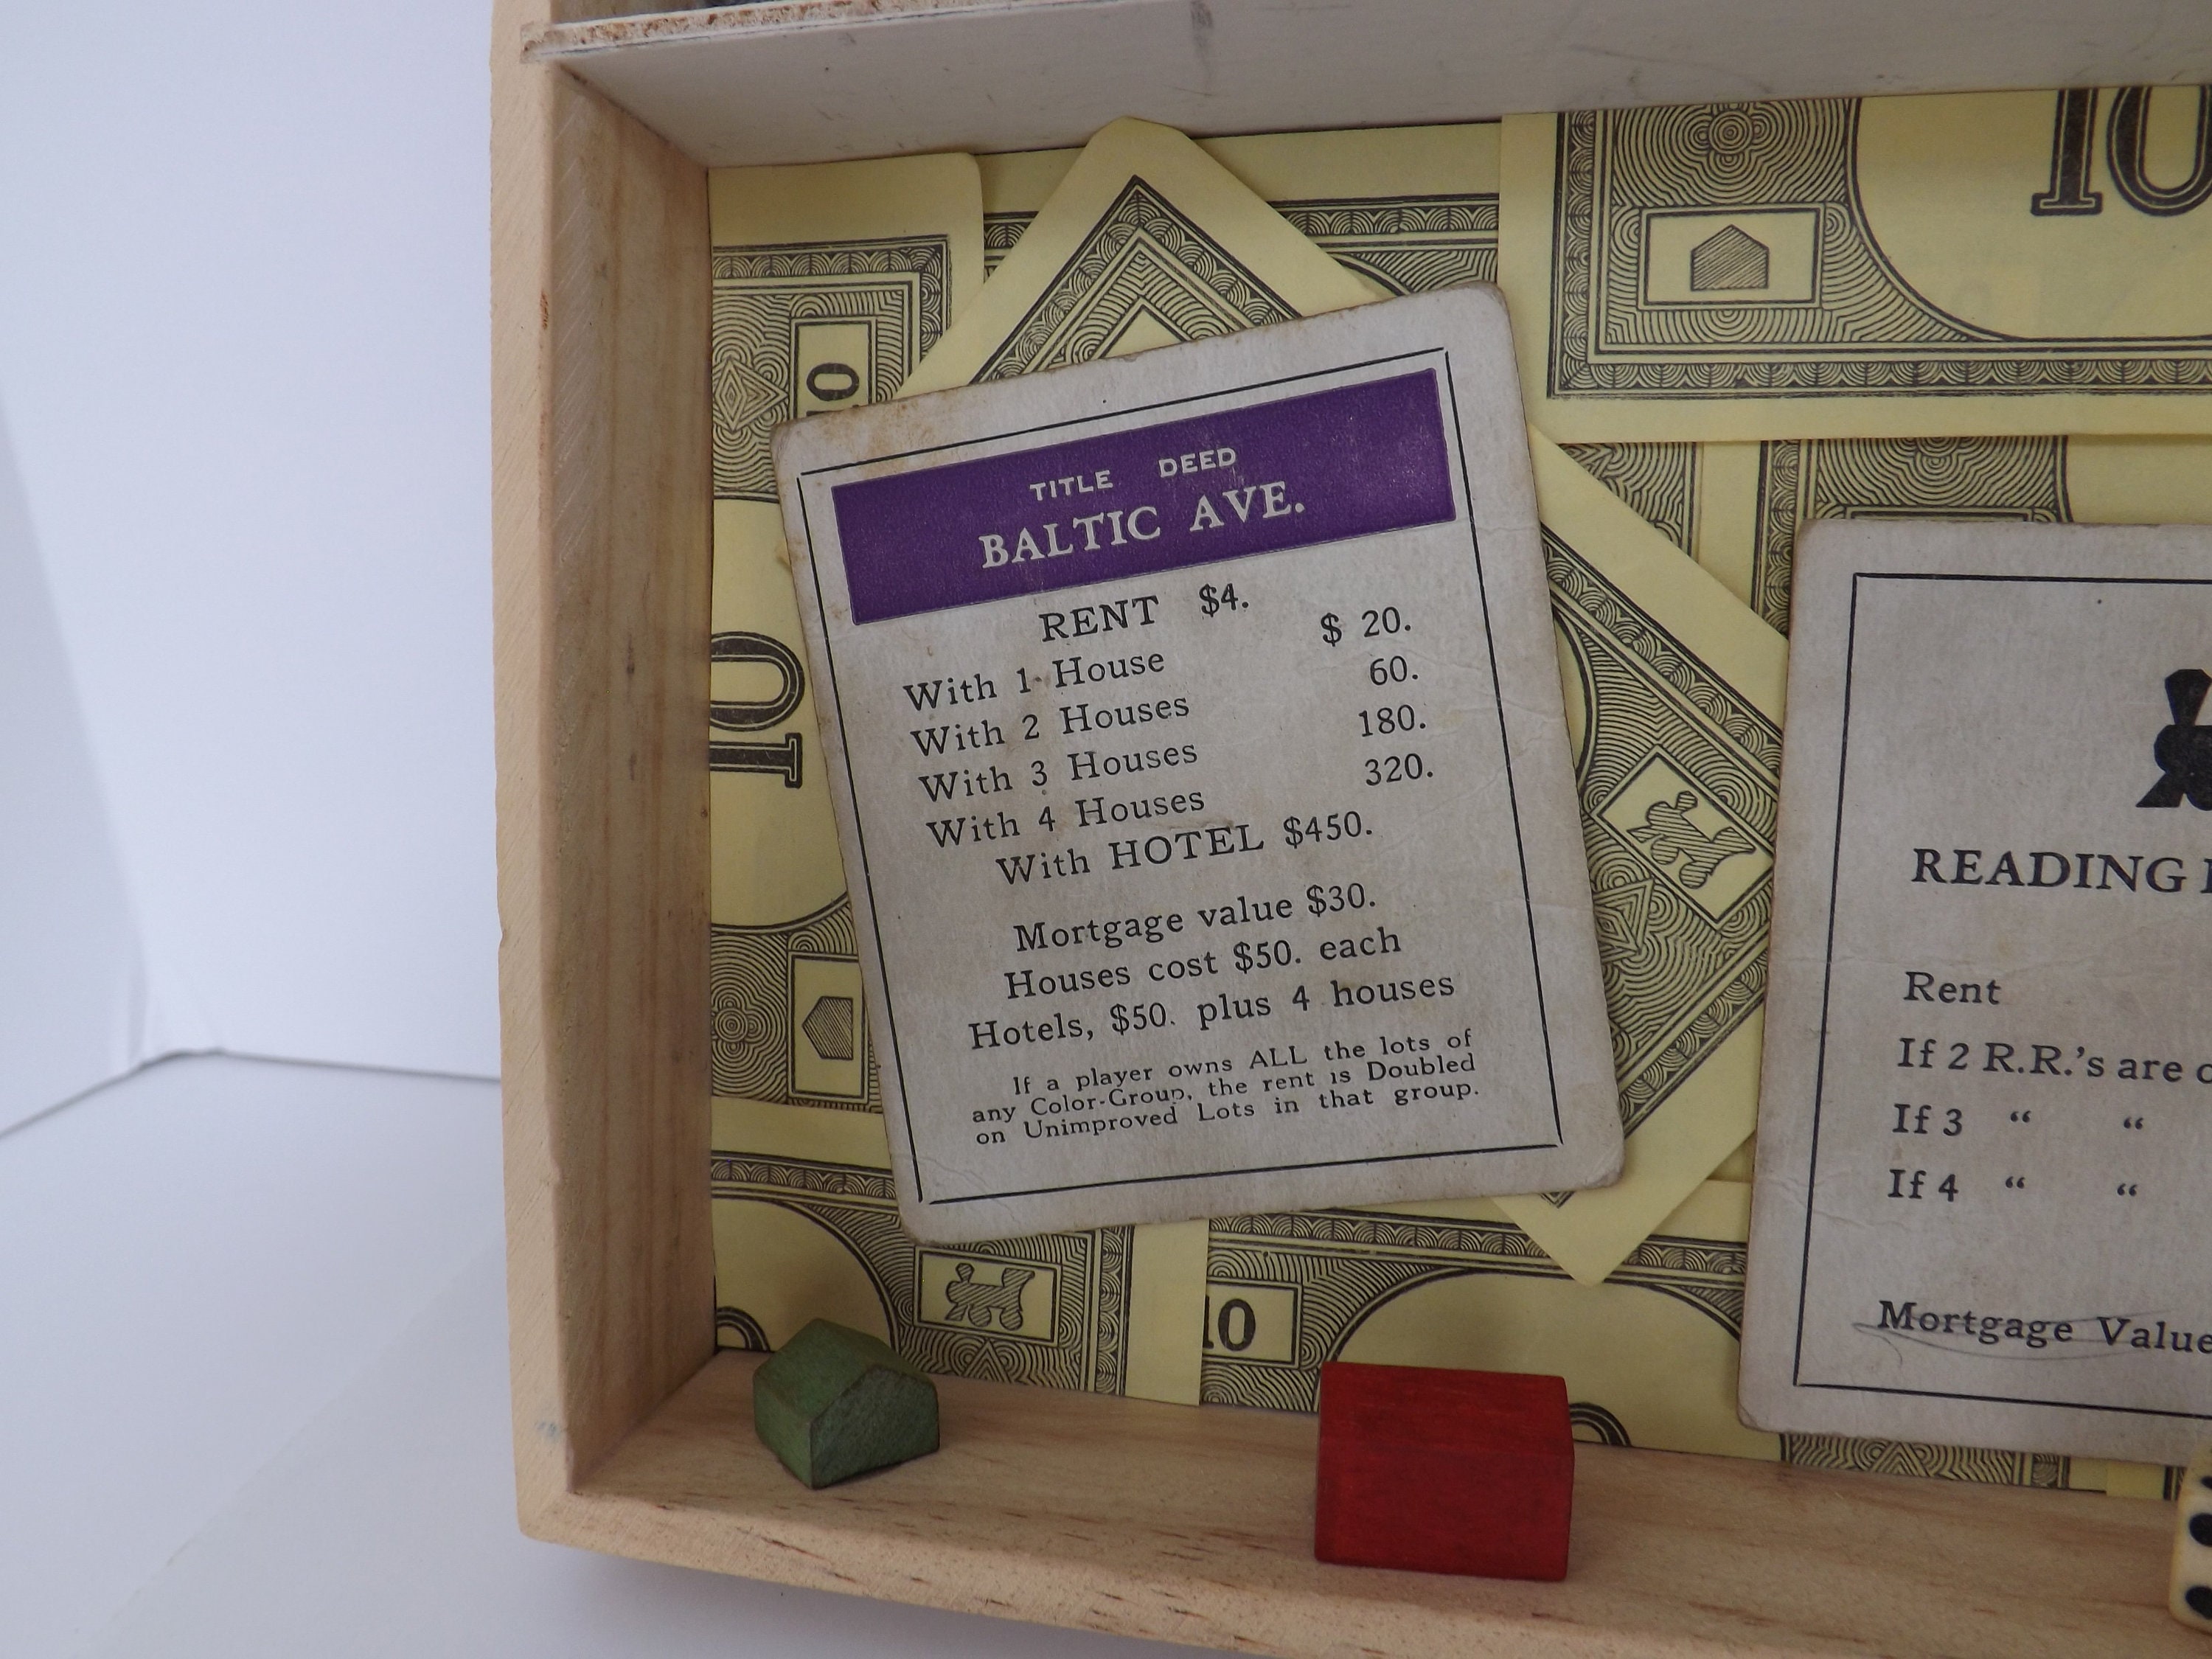 10
10
TITLE DEED
BALTIC AVE.
RENT $4.
With 1 House $ 20.
With 2 Houses 60.
With 3 Houses 180.
With 4 Houses 320.
With HOTEL $450.
Mortgage value $30.
Houses cost $50. each
Hotels, $50. plus 4 houses
If a player owns ALL the lots of
any Color-Group, the rent is Doubled
on Unimproved Lots in that group.
READING
Rent
If 2 R.R.'s are
If 3 “ “
If 4 “ “
Mortgage Value
10